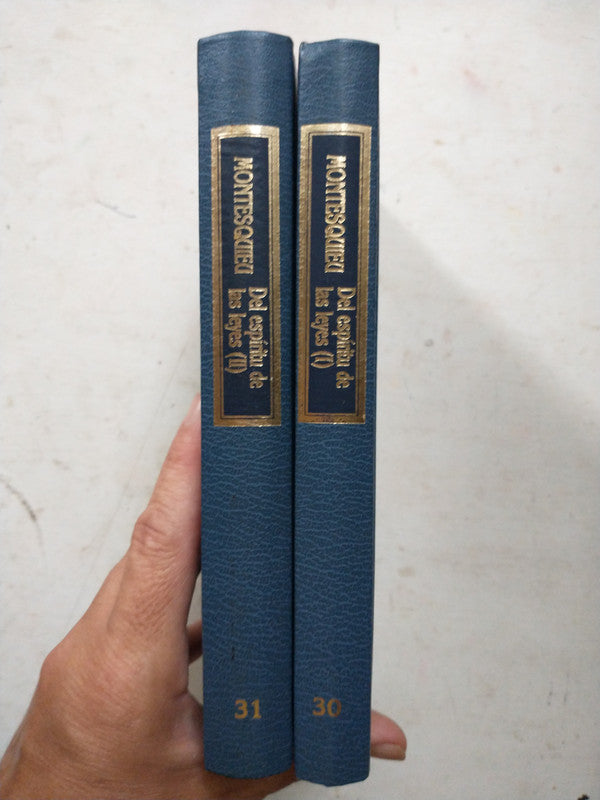 MONTESQUIEU
Del espíritu de
las leyes (II)
31
MONTESQUIEU
Del espíritu de
las leyes (I)
30